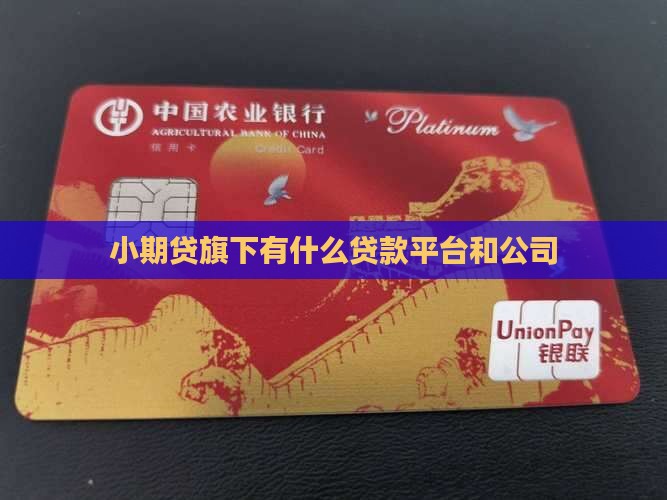 中国农业银行
AGRICULTURAL BANK OF CHINA
信用卡 Credit Card
Platinum
小期贷旗下有什么贷款平台和公司
UnionPay
银联